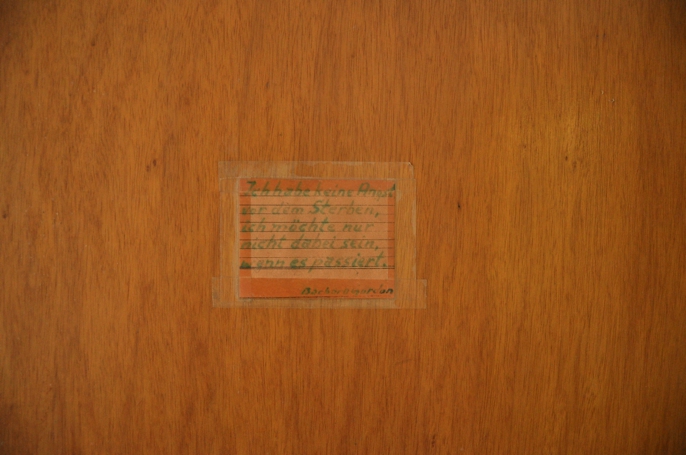 Ich habe keine Angst
vor dem Sterben,
ich möchte nur
nicht dabei sein,
wenn es passiert.